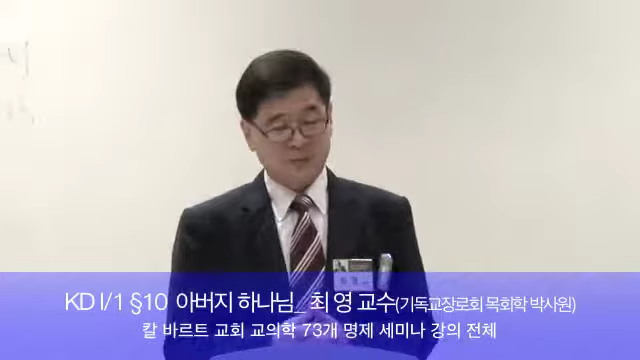 KD I/1 §10 아버지 하나님_ 최 영 교수(기독교장로회 목회학 박사원)
칼 바르트 교회 교의학 73개 명제 세미나 강의 전체